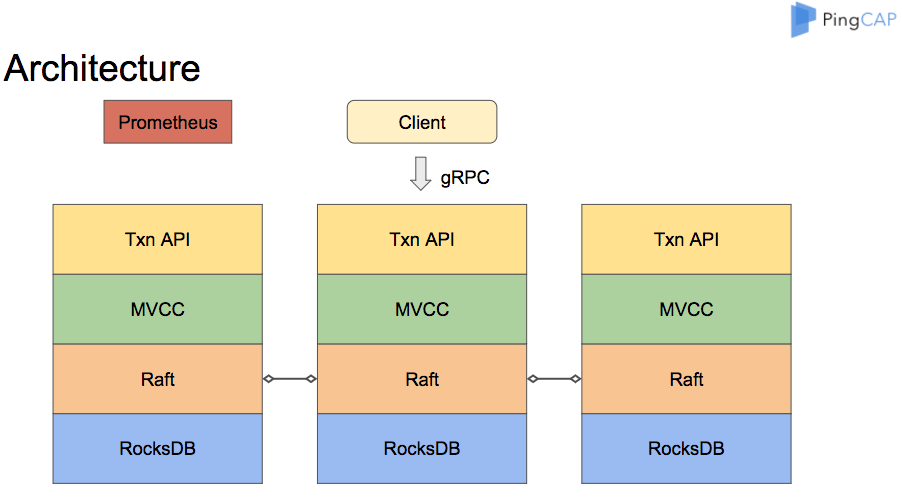 PingCAP
Architecture
Prometheus
Client
gRPC
Txn API
Txn API
Txn API
MVCC
MVCC
MVCC
Raft
Raft
Raft
RocksDB
RocksDB
RocksDB